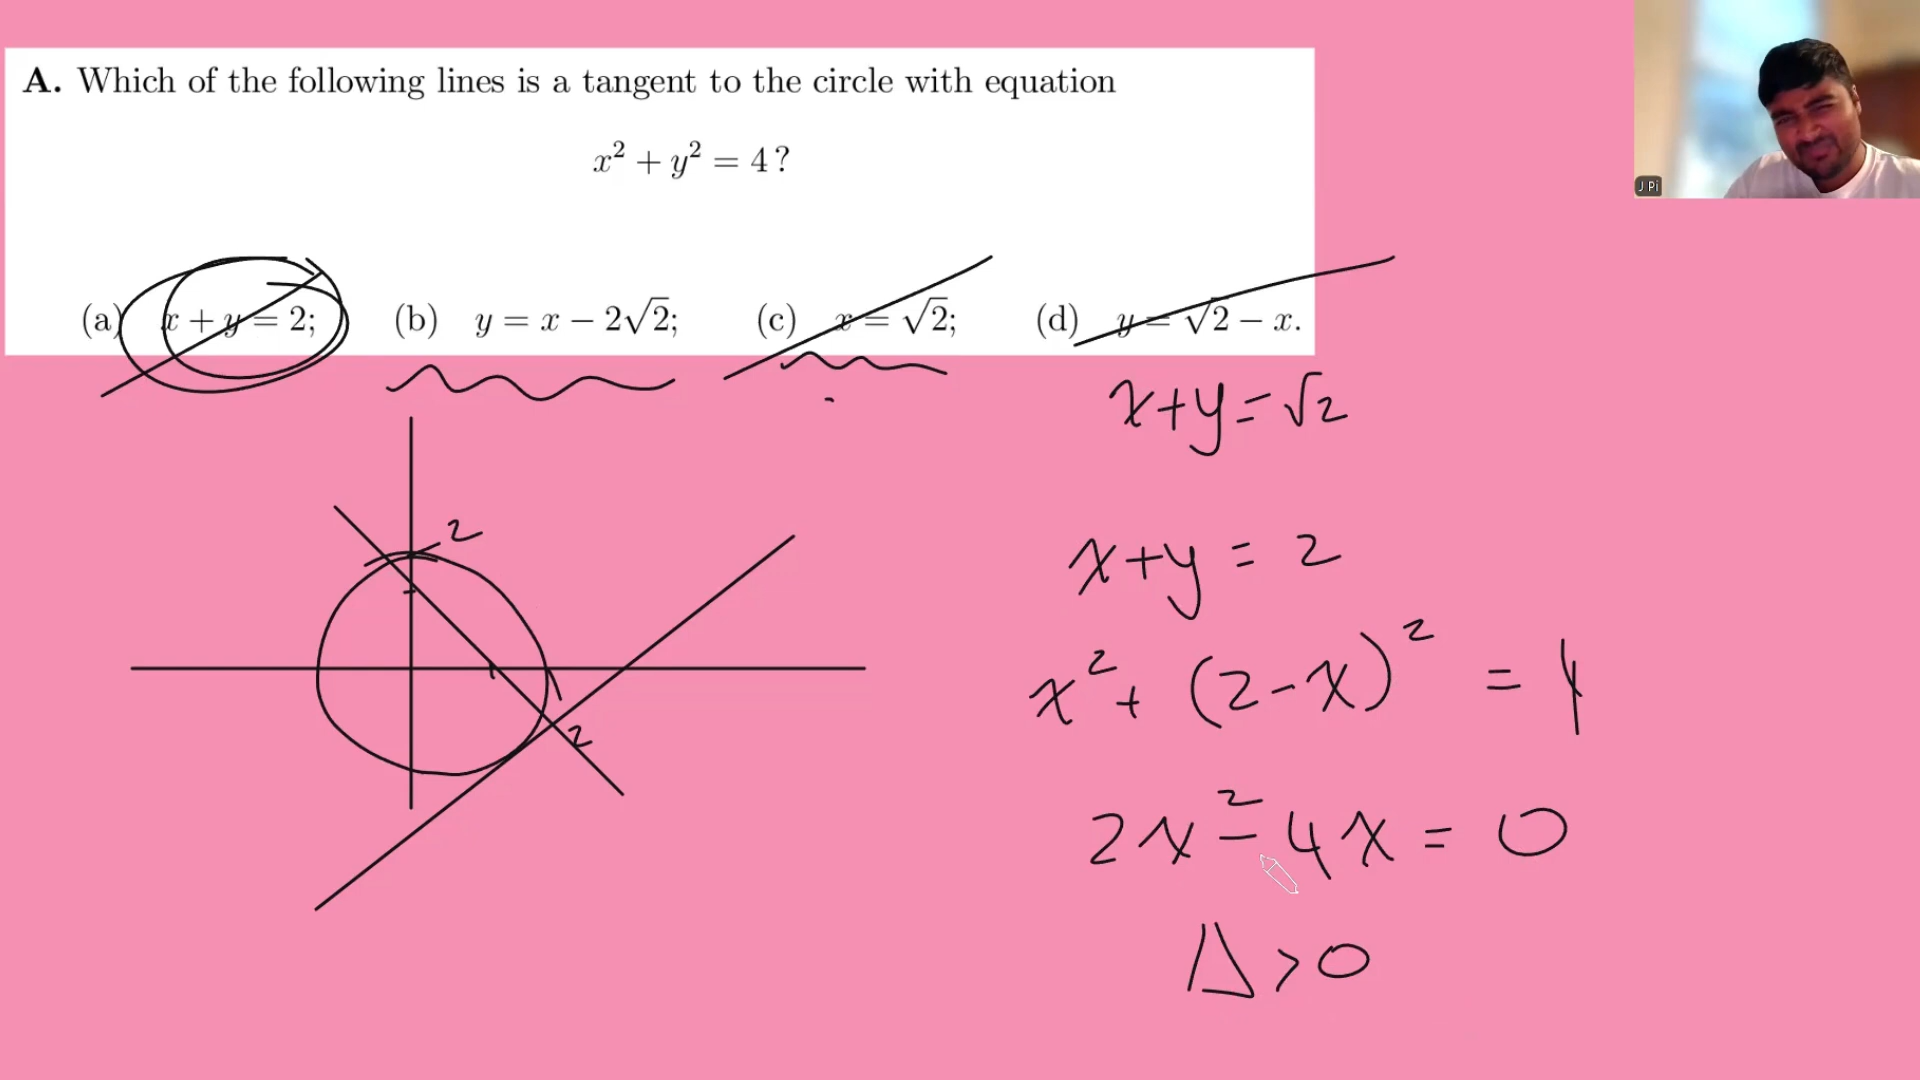 A. Which of the following lines is a tangent to the circle with equation
x² + y² = 4?
(a) x + y = 2; (b) y = x − 2√2; (c) x = √2; (d) y = √2 − x.
x+y=√2
2
x+y = 2
x² + (2-x)² = 4
2
2x² - 4x = 0
Δ > 0
J Pi